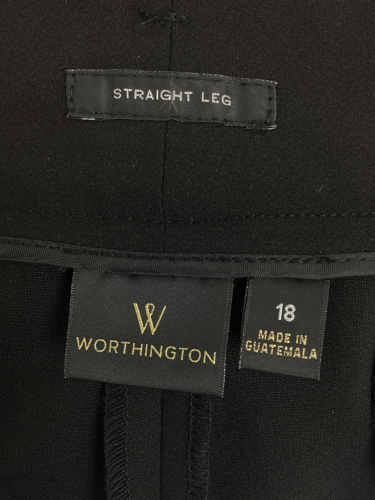 STRAIGHT LEG
W
WORTHINGTON
18
MADE IN
GUATEMALA